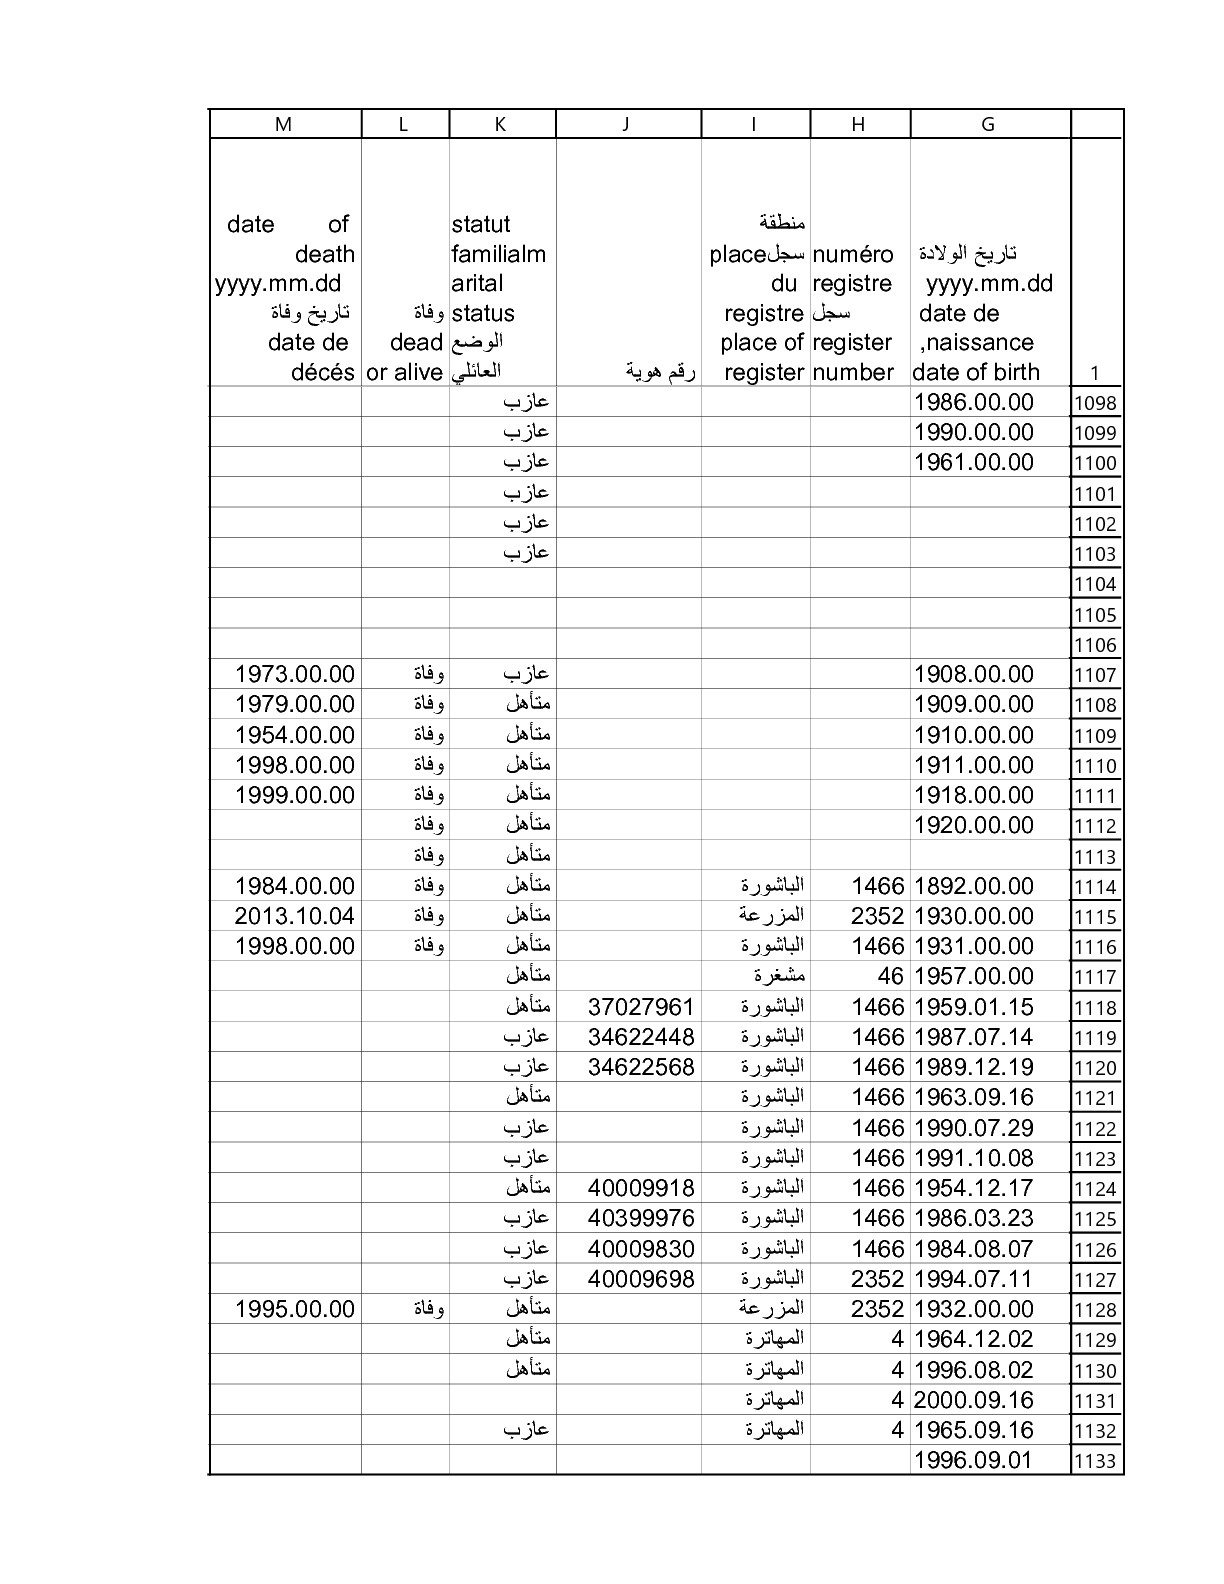 M L K J I H G
date of death yyyy.mm.dd تاريخ وفاة date de décés
وفاة dead or alive
statut familialm arital status الوضع العائلي
رقم هوية
منطقة سجلplace du registre place of register
numéro registre سجل register number
تاريخ الولادة yyyy.mm.dd date de ,naissance date of birth
1
عازب 1986.00.00 1098
عازب 1990.00.00 1099
عازب 1961.00.00 1100
عازب 1101
عازب 1102
عازب 1103
1104
1105
1106
1973.00.00 وفاة عازب 1908.00.00 1107
1979.00.00 وفاة متأهل 1909.00.00 1108
1954.00.00 وفاة متأهل 1910.00.00 1109
1998.00.00 وفاة متأهل 1911.00.00 1110
1999.00.00 وفاة متأهل 1918.00.00 1111
وفاة متأهل 1920.00.00 1112
وفاة متأهل 1113
1984.00.00 وفاة متأهل الباشورة 1466 1892.00.00 1114
2013.10.04 وفاة متأهل المزرعة 2352 1930.00.00 1115
1998.00.00 وفاة متأهل الباشورة 1466 1931.00.00 1116
متأهل مشغرة 46 1957.00.00 1117
متأهل 37027961 الباشورة 1466 1959.01.15 1118
عازب 34622448 الباشورة 1466 1987.07.14 1119
عازب 34622568 الباشورة 1466 1989.12.19 1120
متأهل الباشورة 1466 1963.09.16 1121
عازب الباشورة 1466 1990.07.29 1122
عازب الباشورة 1466 1991.10.08 1123
متأهل 40009918 الباشورة 1466 1954.12.17 1124
عازب 40399976 الباشورة 1466 1986.03.23 1125
عازب 40009830 الباشورة 1466 1984.08.07 1126
عازب 40009698 الباشورة 2352 1994.07.11 1127
1995.00.00 وفاة متأهل المزرعة 2352 1932.00.00 1128
متأهل المهاترة 4 1964.12.02 1129
متأهل المهاترة 4 1996.08.02 1130
المهاترة 4 2000.09.16 1131
عازب المهاترة 4 1965.09.16 1132
1996.09.01 1133